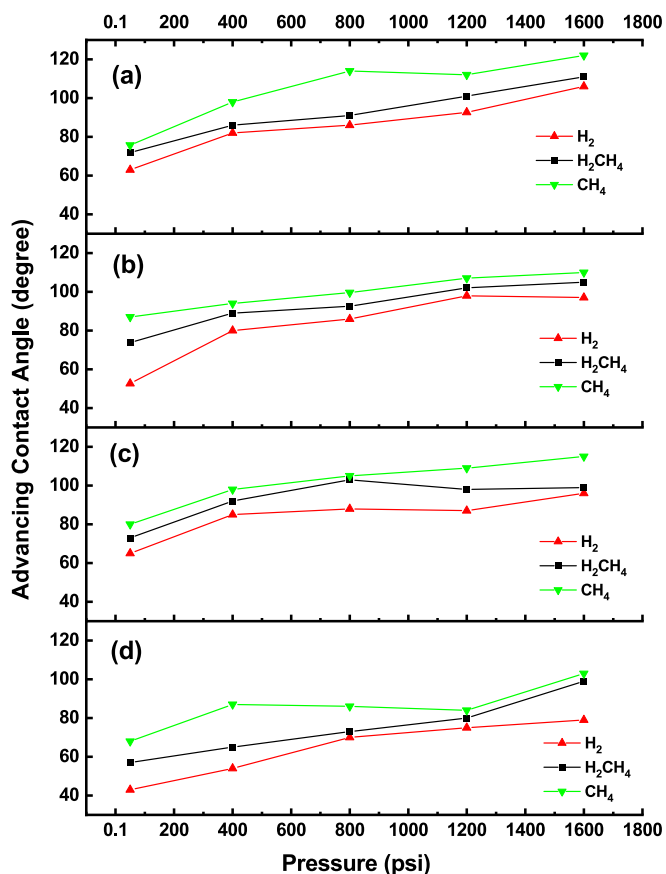 0.1 200 400 600 800 1000 1200 1400 1600 1800
120
(a)
100
80
H₂
60
H₂CH₄
40
CH₄
120
(b)
100
80
H₂
60
H₂CH₄
40
CH₄
120
(c)
100
80
H₂
60
H₂CH₄
40
CH₄
120
(d)
100
80
H₂
60
H₂CH₄
40
CH₄
0.1 200 400 600 800 1000 1200 1400 1600 1800
Pressure (psi)
Advancing Contact Angle (degree)